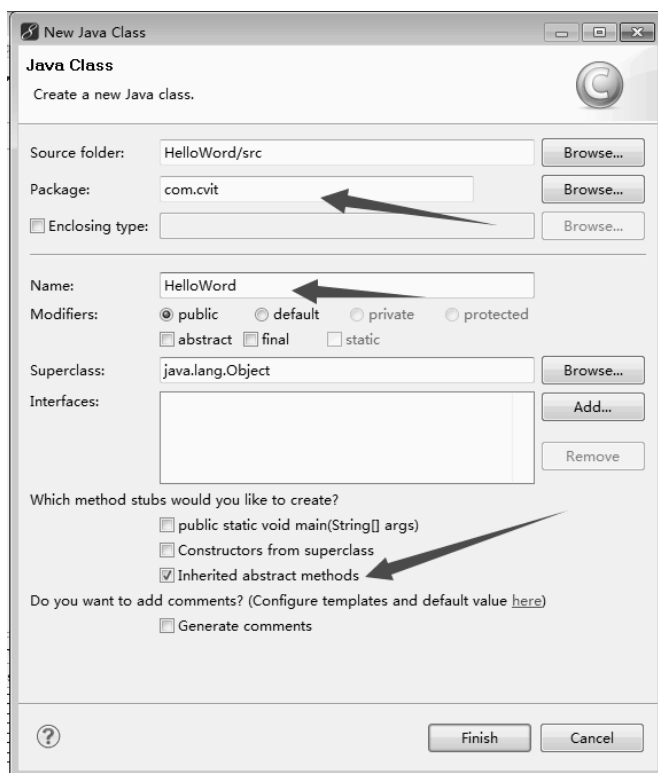 New Java Class
Java Class
Create a new Java class.
Source folder: HelloWord/src Browse...
Package: com.cvit Browse...
Enclosing type: Browse...
Name: HelloWord
Modifiers: public default private protected
abstract final static
Superclass: java.lang.Object Browse...
Interfaces: Add...
Remove
Which method stubs would you like to create?
public static void main(String[] args)
Constructors from superclass
Inherited abstract methods
Do you want to add comments? (Configure templates and default value here)
Generate comments
? Finish Cancel